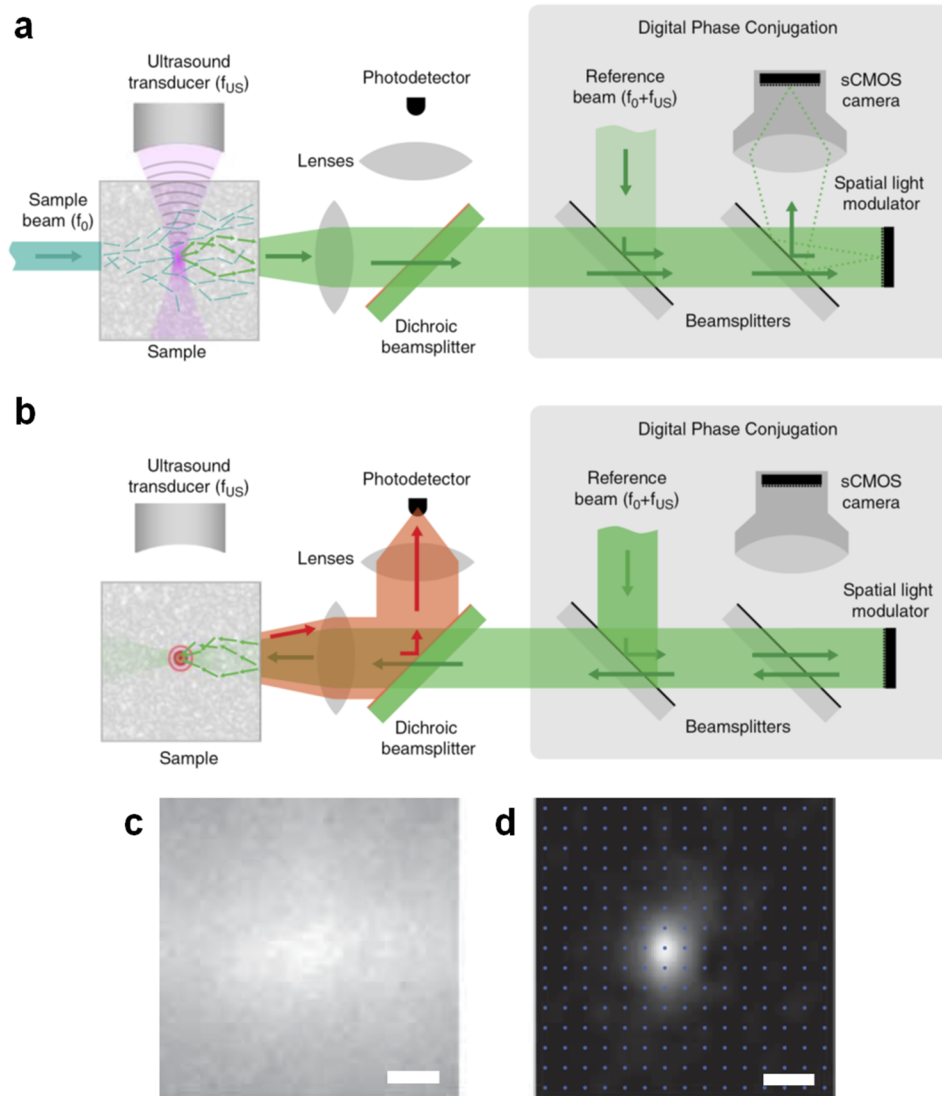 a
Digital Phase Conjugation
Ultrasound
transducer (fUS)
Photodetector
Reference
beam (f0+fUS)
sCMOS
camera
Lenses
Sample
beam (f0)
Spatial light
modulator
Dichroic
beamsplitter
Beamsplitters
Sample
b
Digital Phase Conjugation
Ultrasound
transducer (fUS)
Photodetector
Reference
beam (f0+fUS)
sCMOS
camera
Lenses
Spatial light
modulator
Dichroic
beamsplitter
Beamsplitters
Sample
c
d